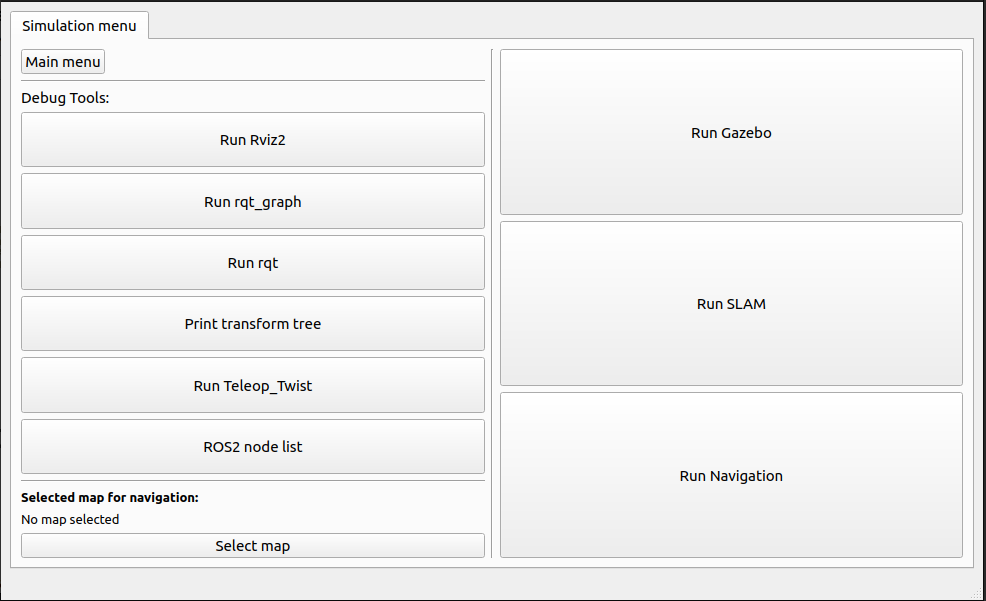 Simulation menu
Main menu
Debug Tools:
Run Rviz2
Run rqt_graph
Run rqt
Print transform tree
Run Teleop_Twist
ROS2 node list
Selected map for navigation:
No map selected
Select map
Run Gazebo
Run SLAM
Run Navigation